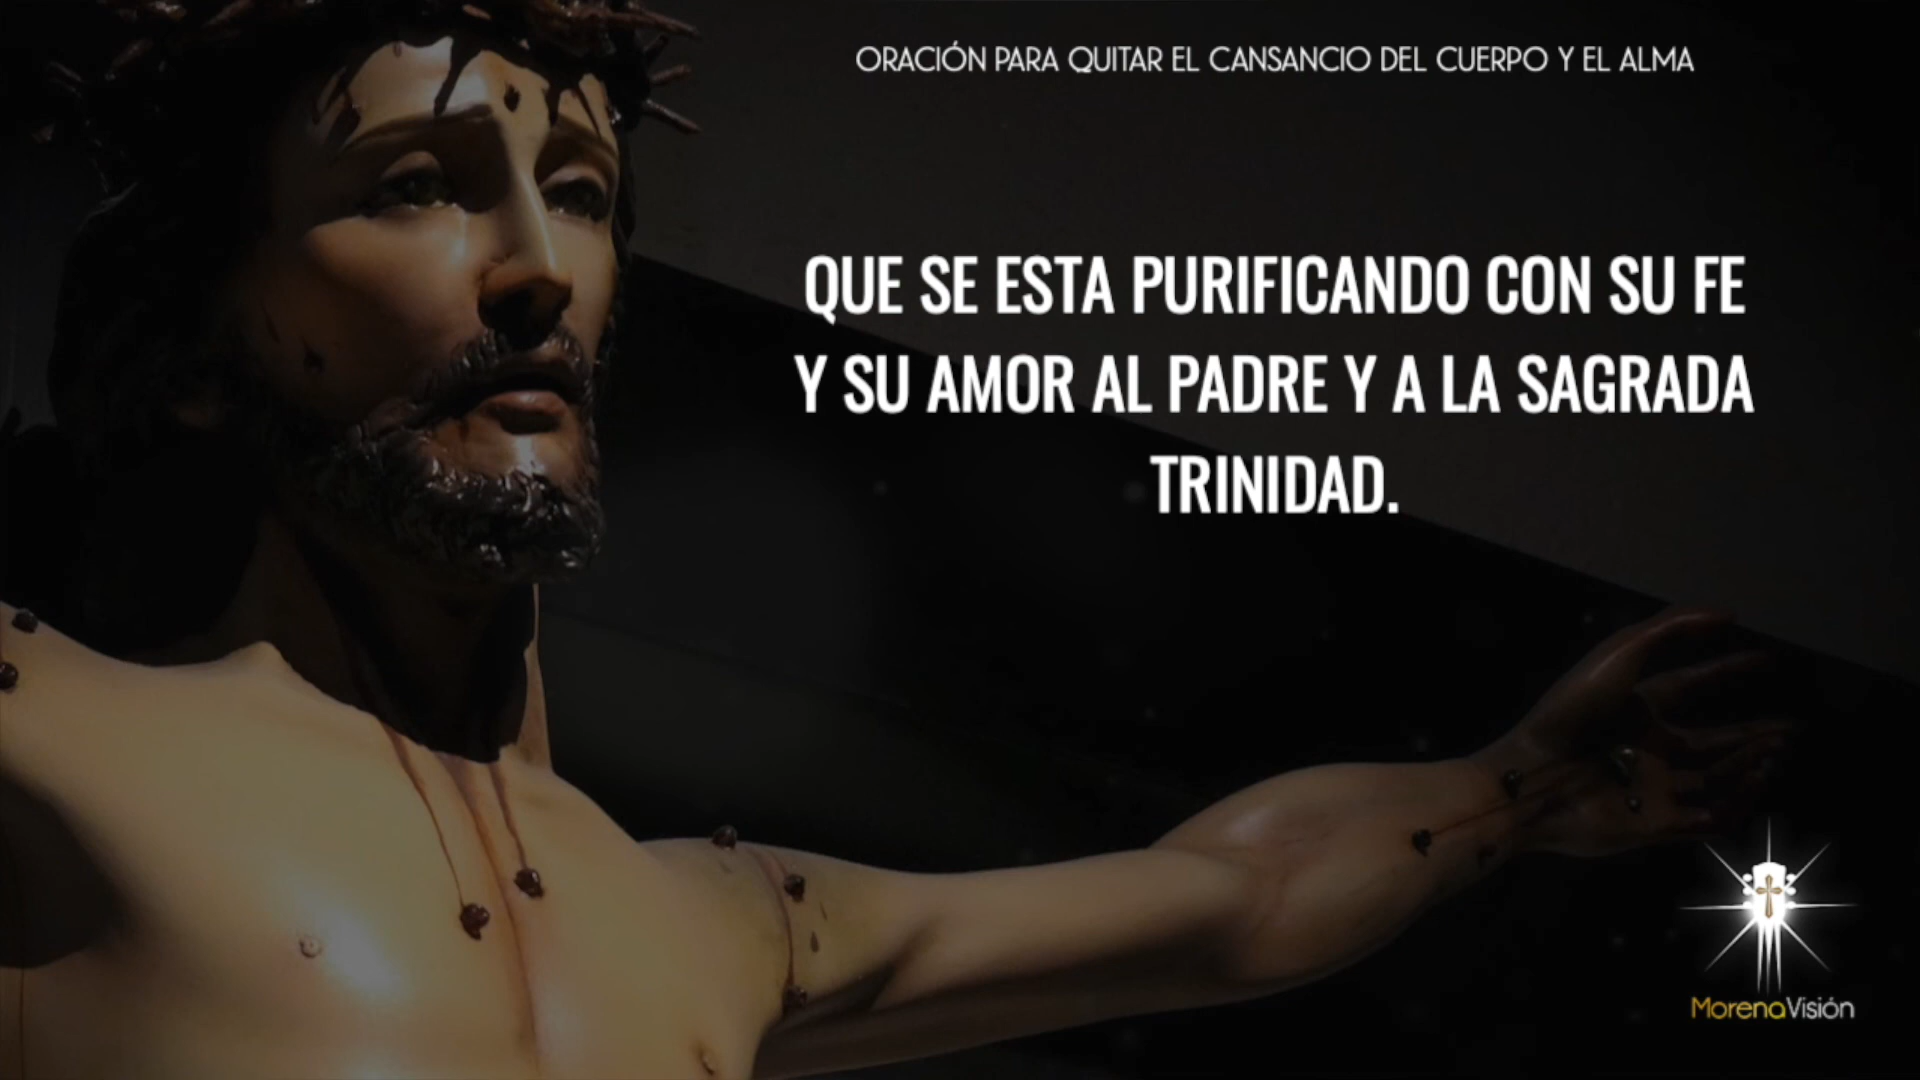 ORACIÓN PARA QUITAR EL CANSANCIO DEL CUERPO Y EL ALMA
QUE SE ESTA PURIFICANDO CON SU FE
Y SU AMOR AL PADRE Y A LA SAGRADA
TRINIDAD.
MorenaVisión